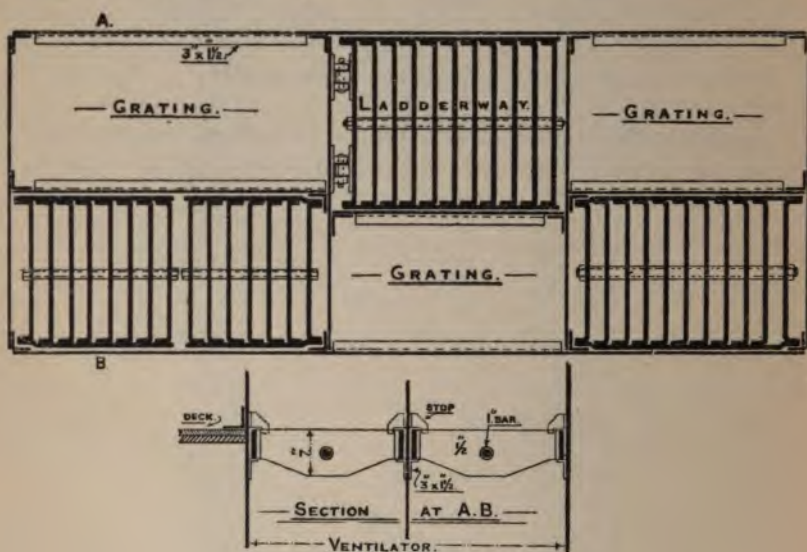 A.
3" x 1½"
LADDERWAY.
— GRATING. —
— GRATING. —
— GRATING. —
B
DECK.
STOP
1" BAR.
2"
½"
3" x 1½"
— SECTION AT A.B. —
VENTILATOR.